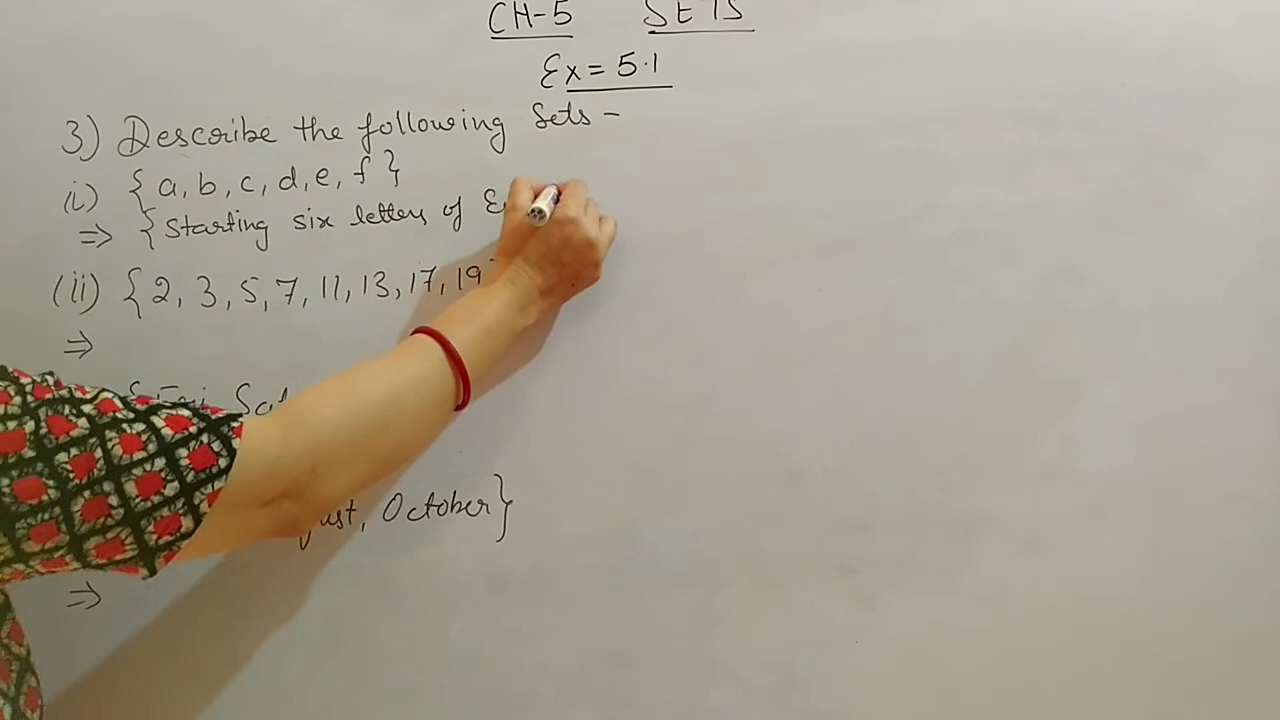 CH-5 SETS
Ex = 5.1
3) Describe the following Sets -
(i) { a, b, c, d, e, f }
=> { Starting six letters of
(ii) { 2, 3, 5, 7, 11, 13, 17, 19
=>
October }
=>